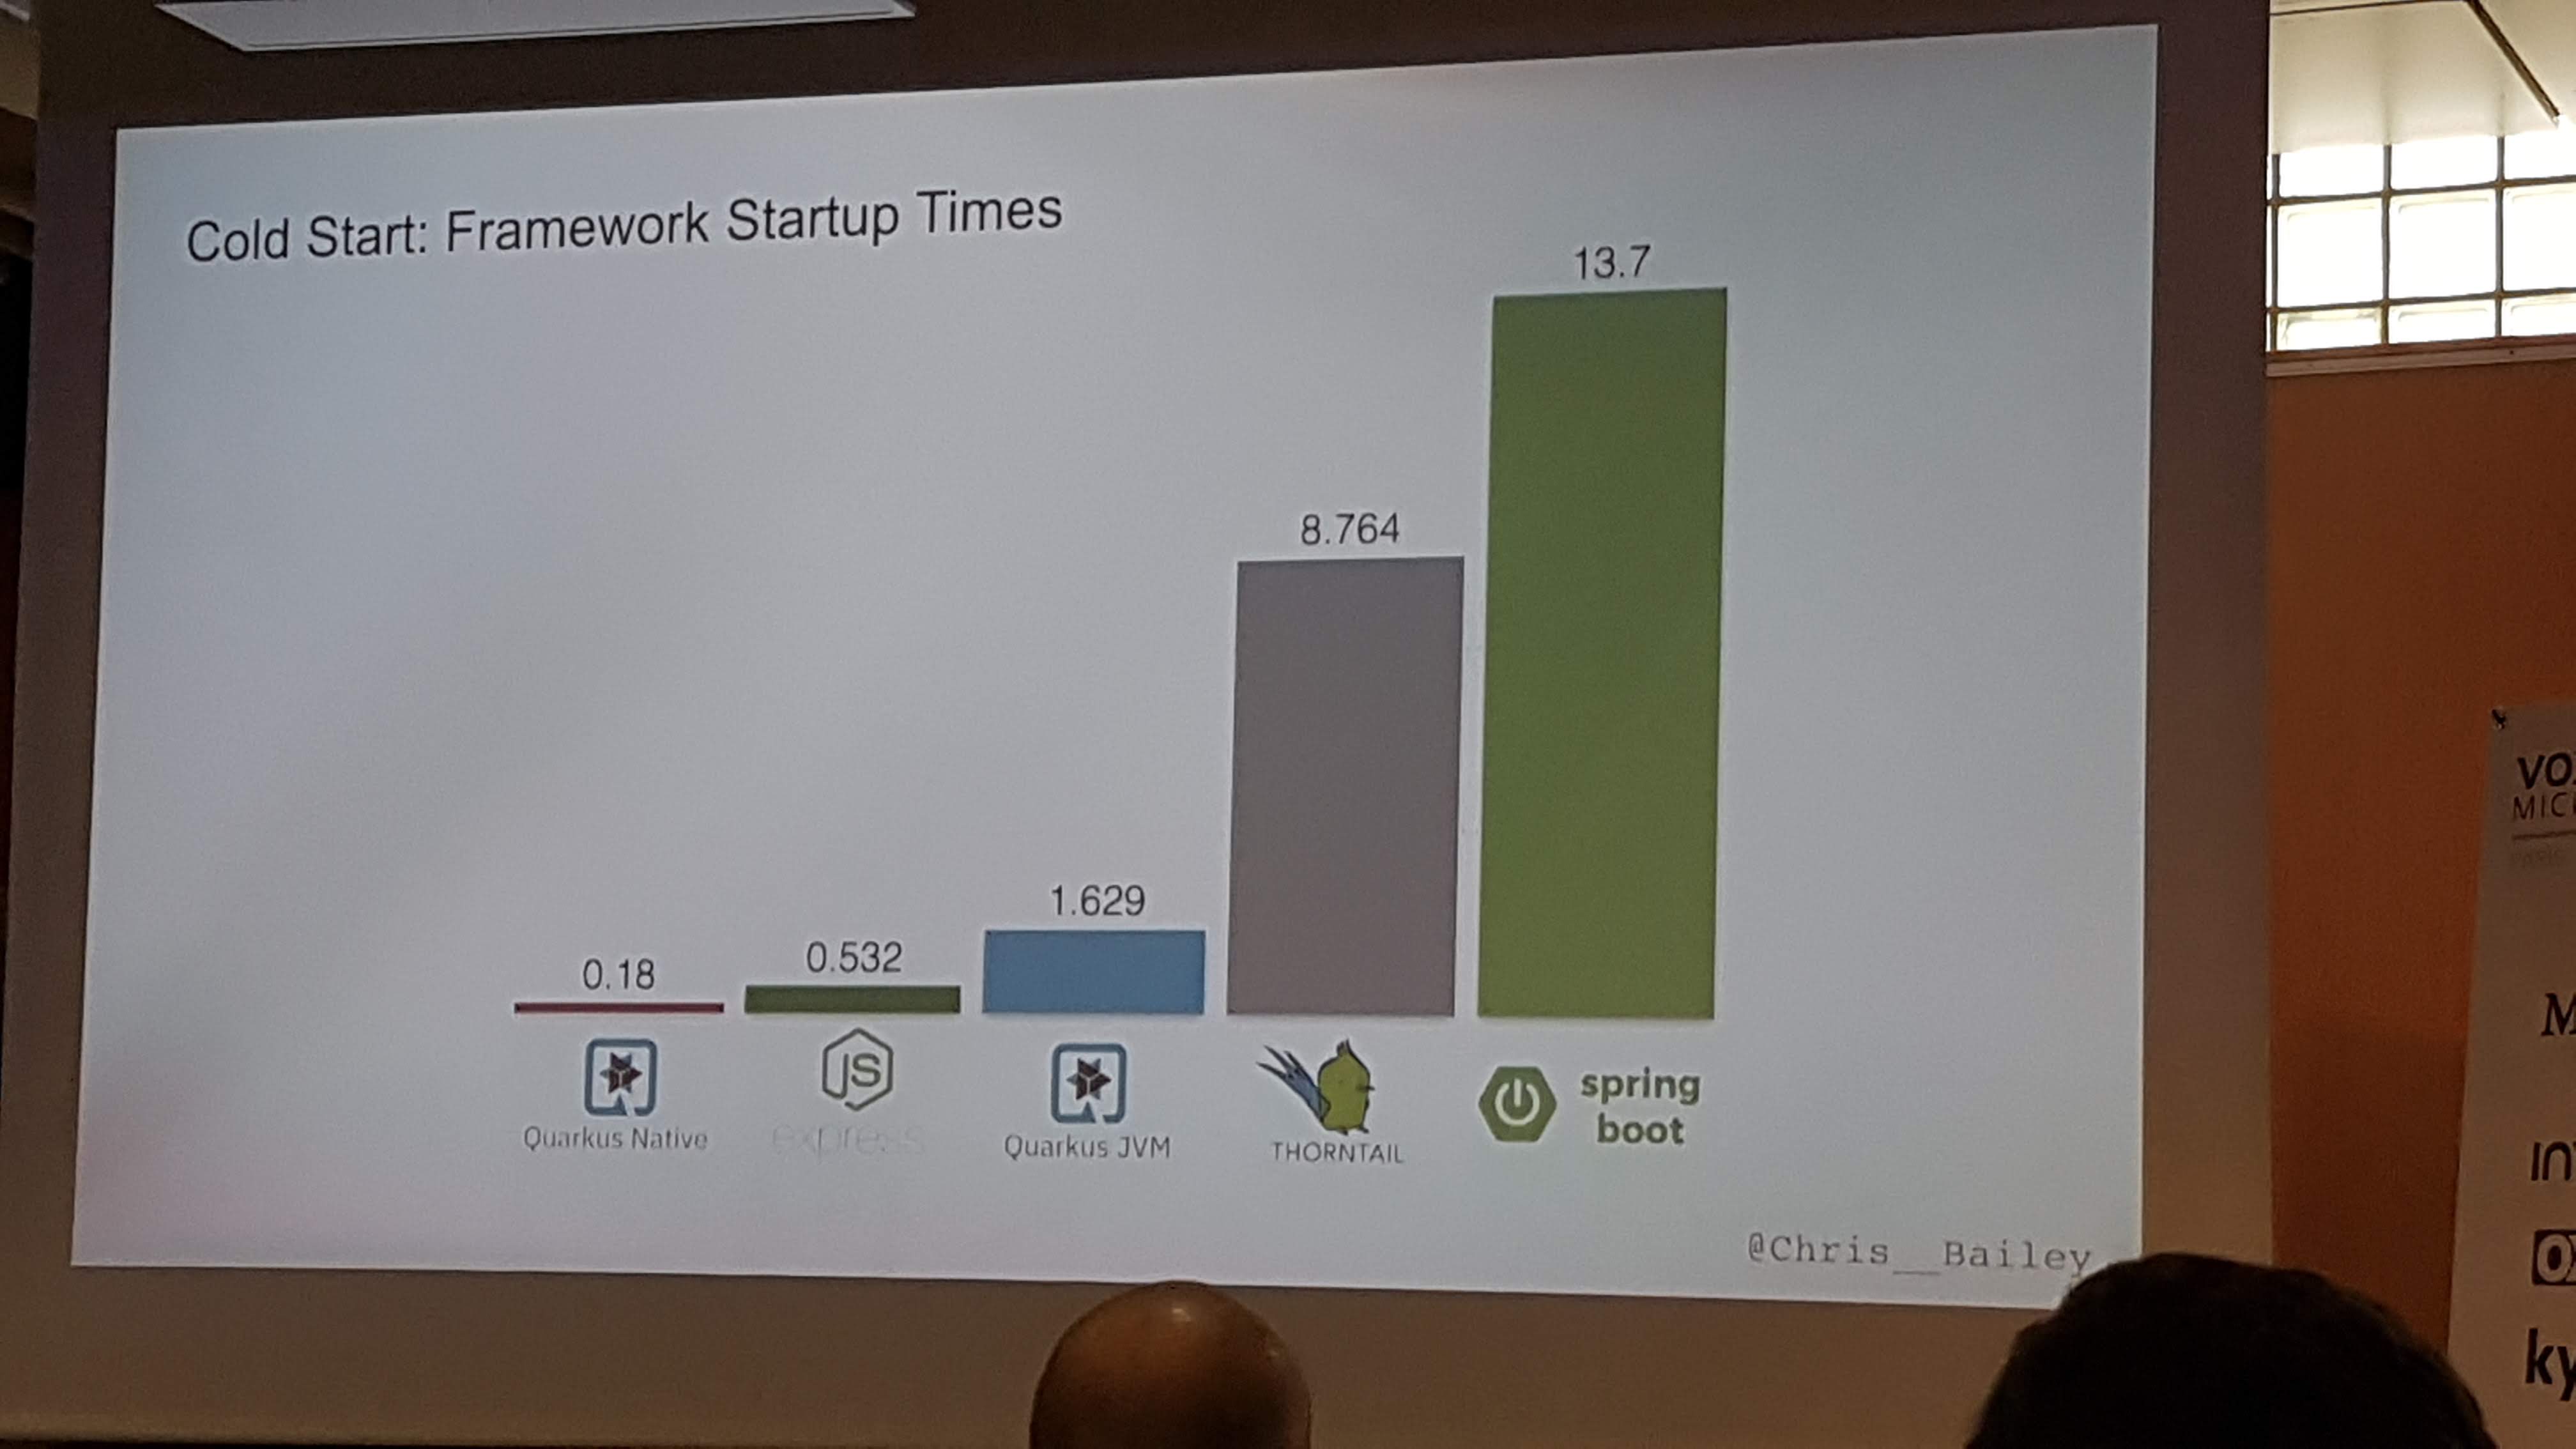 Cold Start: Framework Startup Times
13.7
8.764
1.629
0.532
0.18
JS
spring
boot
Quarkus Native
express
Quarkus JVM
THORNTAIL
@Chris__Bailey
VO
MIC
M
ky